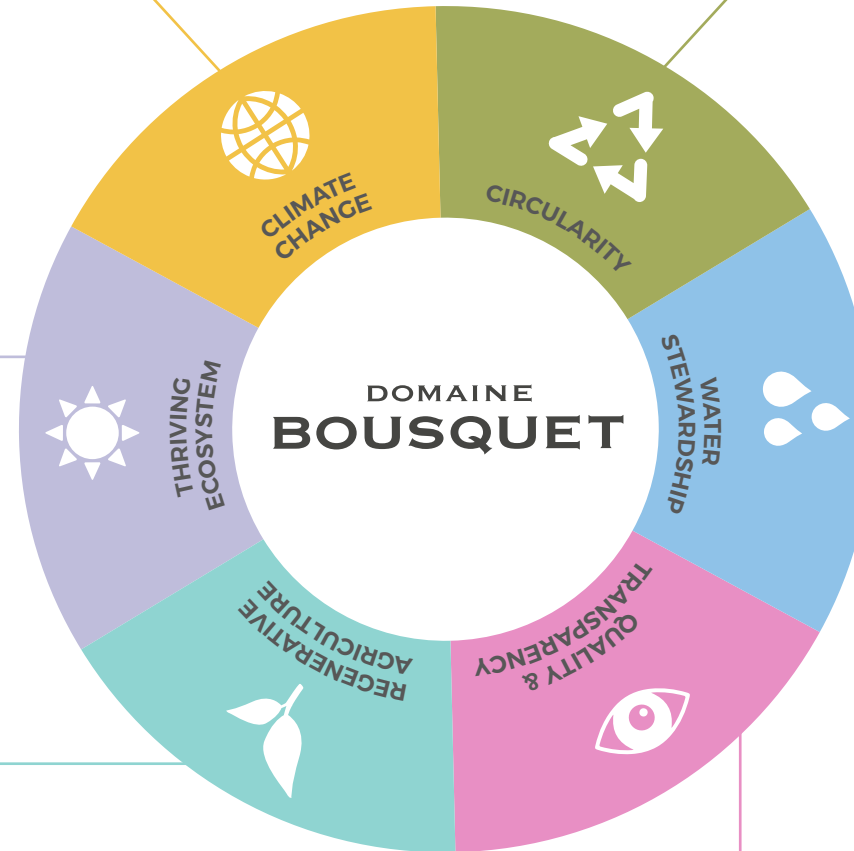 CLIMATE
CHANGE
CIRCULARITY
THRIVING
ECOSYSTEM
DOMAINE
BOUSQUET
WATER
STEWARDSHIP
REGENERATIVE
AGRICULTURE
QUALITY &
TRANSPARENCY